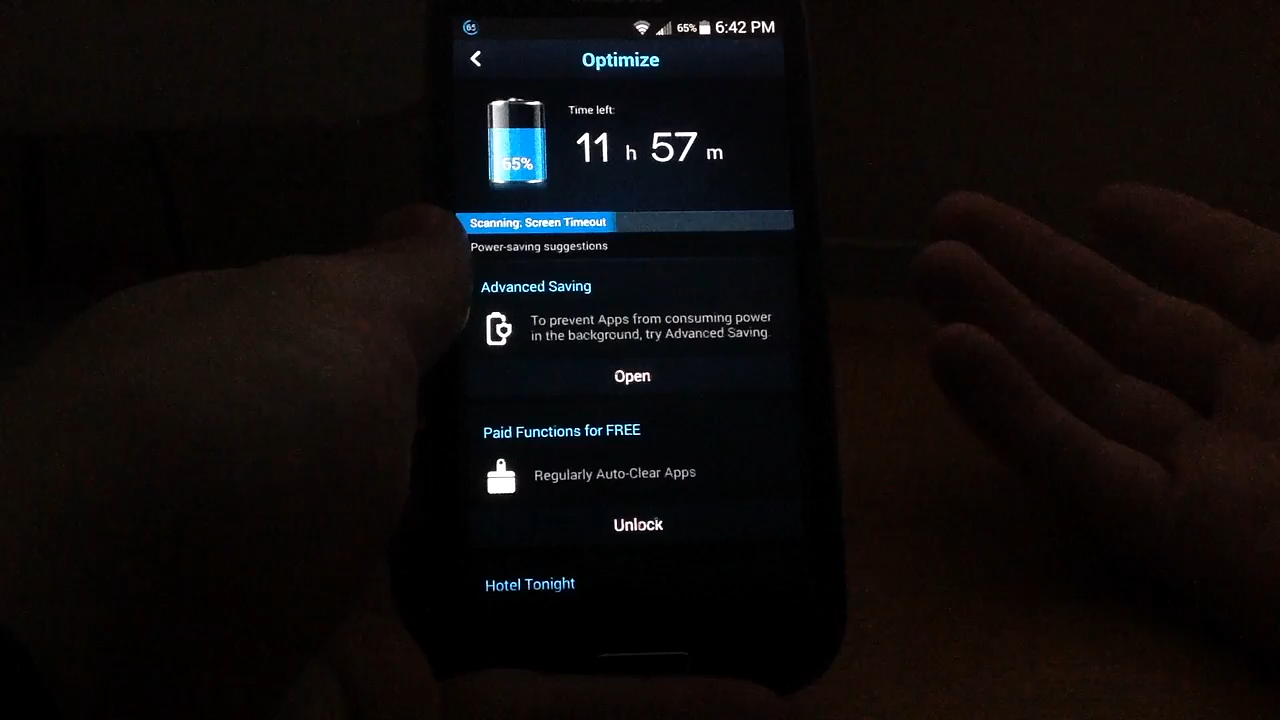 65 65% 6:42 PM
Optimize
Time left:
65%
11 h 57 m
Scanning: Screen Timeout
Power-saving suggestions
Advanced Saving
To prevent Apps from consuming power
in the background, try Advanced Saving.
Open
Paid Functions for FREE
Regularly Auto-Clear Apps
Unlock
Hotel Tonight